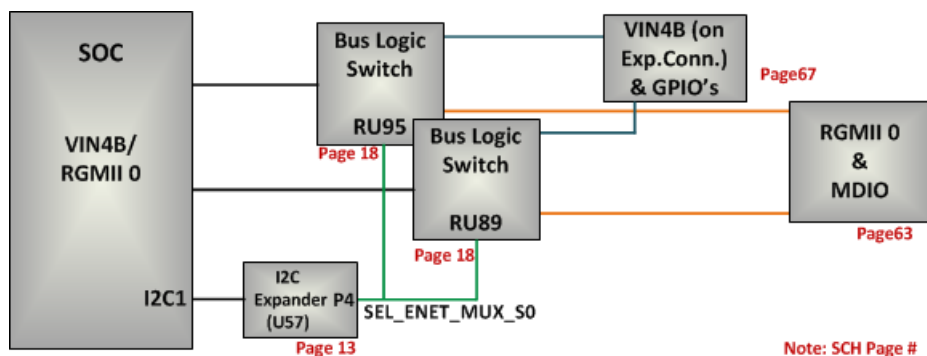 SOC
VIN4B/
RGMII 0
I2C1
Bus Logic
Switch
RU95
Page 18
Bus Logic
Switch
RU89
Page 18
VIN4B (on
Exp.Conn.)
& GPIO's
Page67
RGMII 0
&
MDIO
Page63
I2C
Expander P4
(U57)
Page 13
SEL_ENET_MUX_S0
Note: SCH Page #